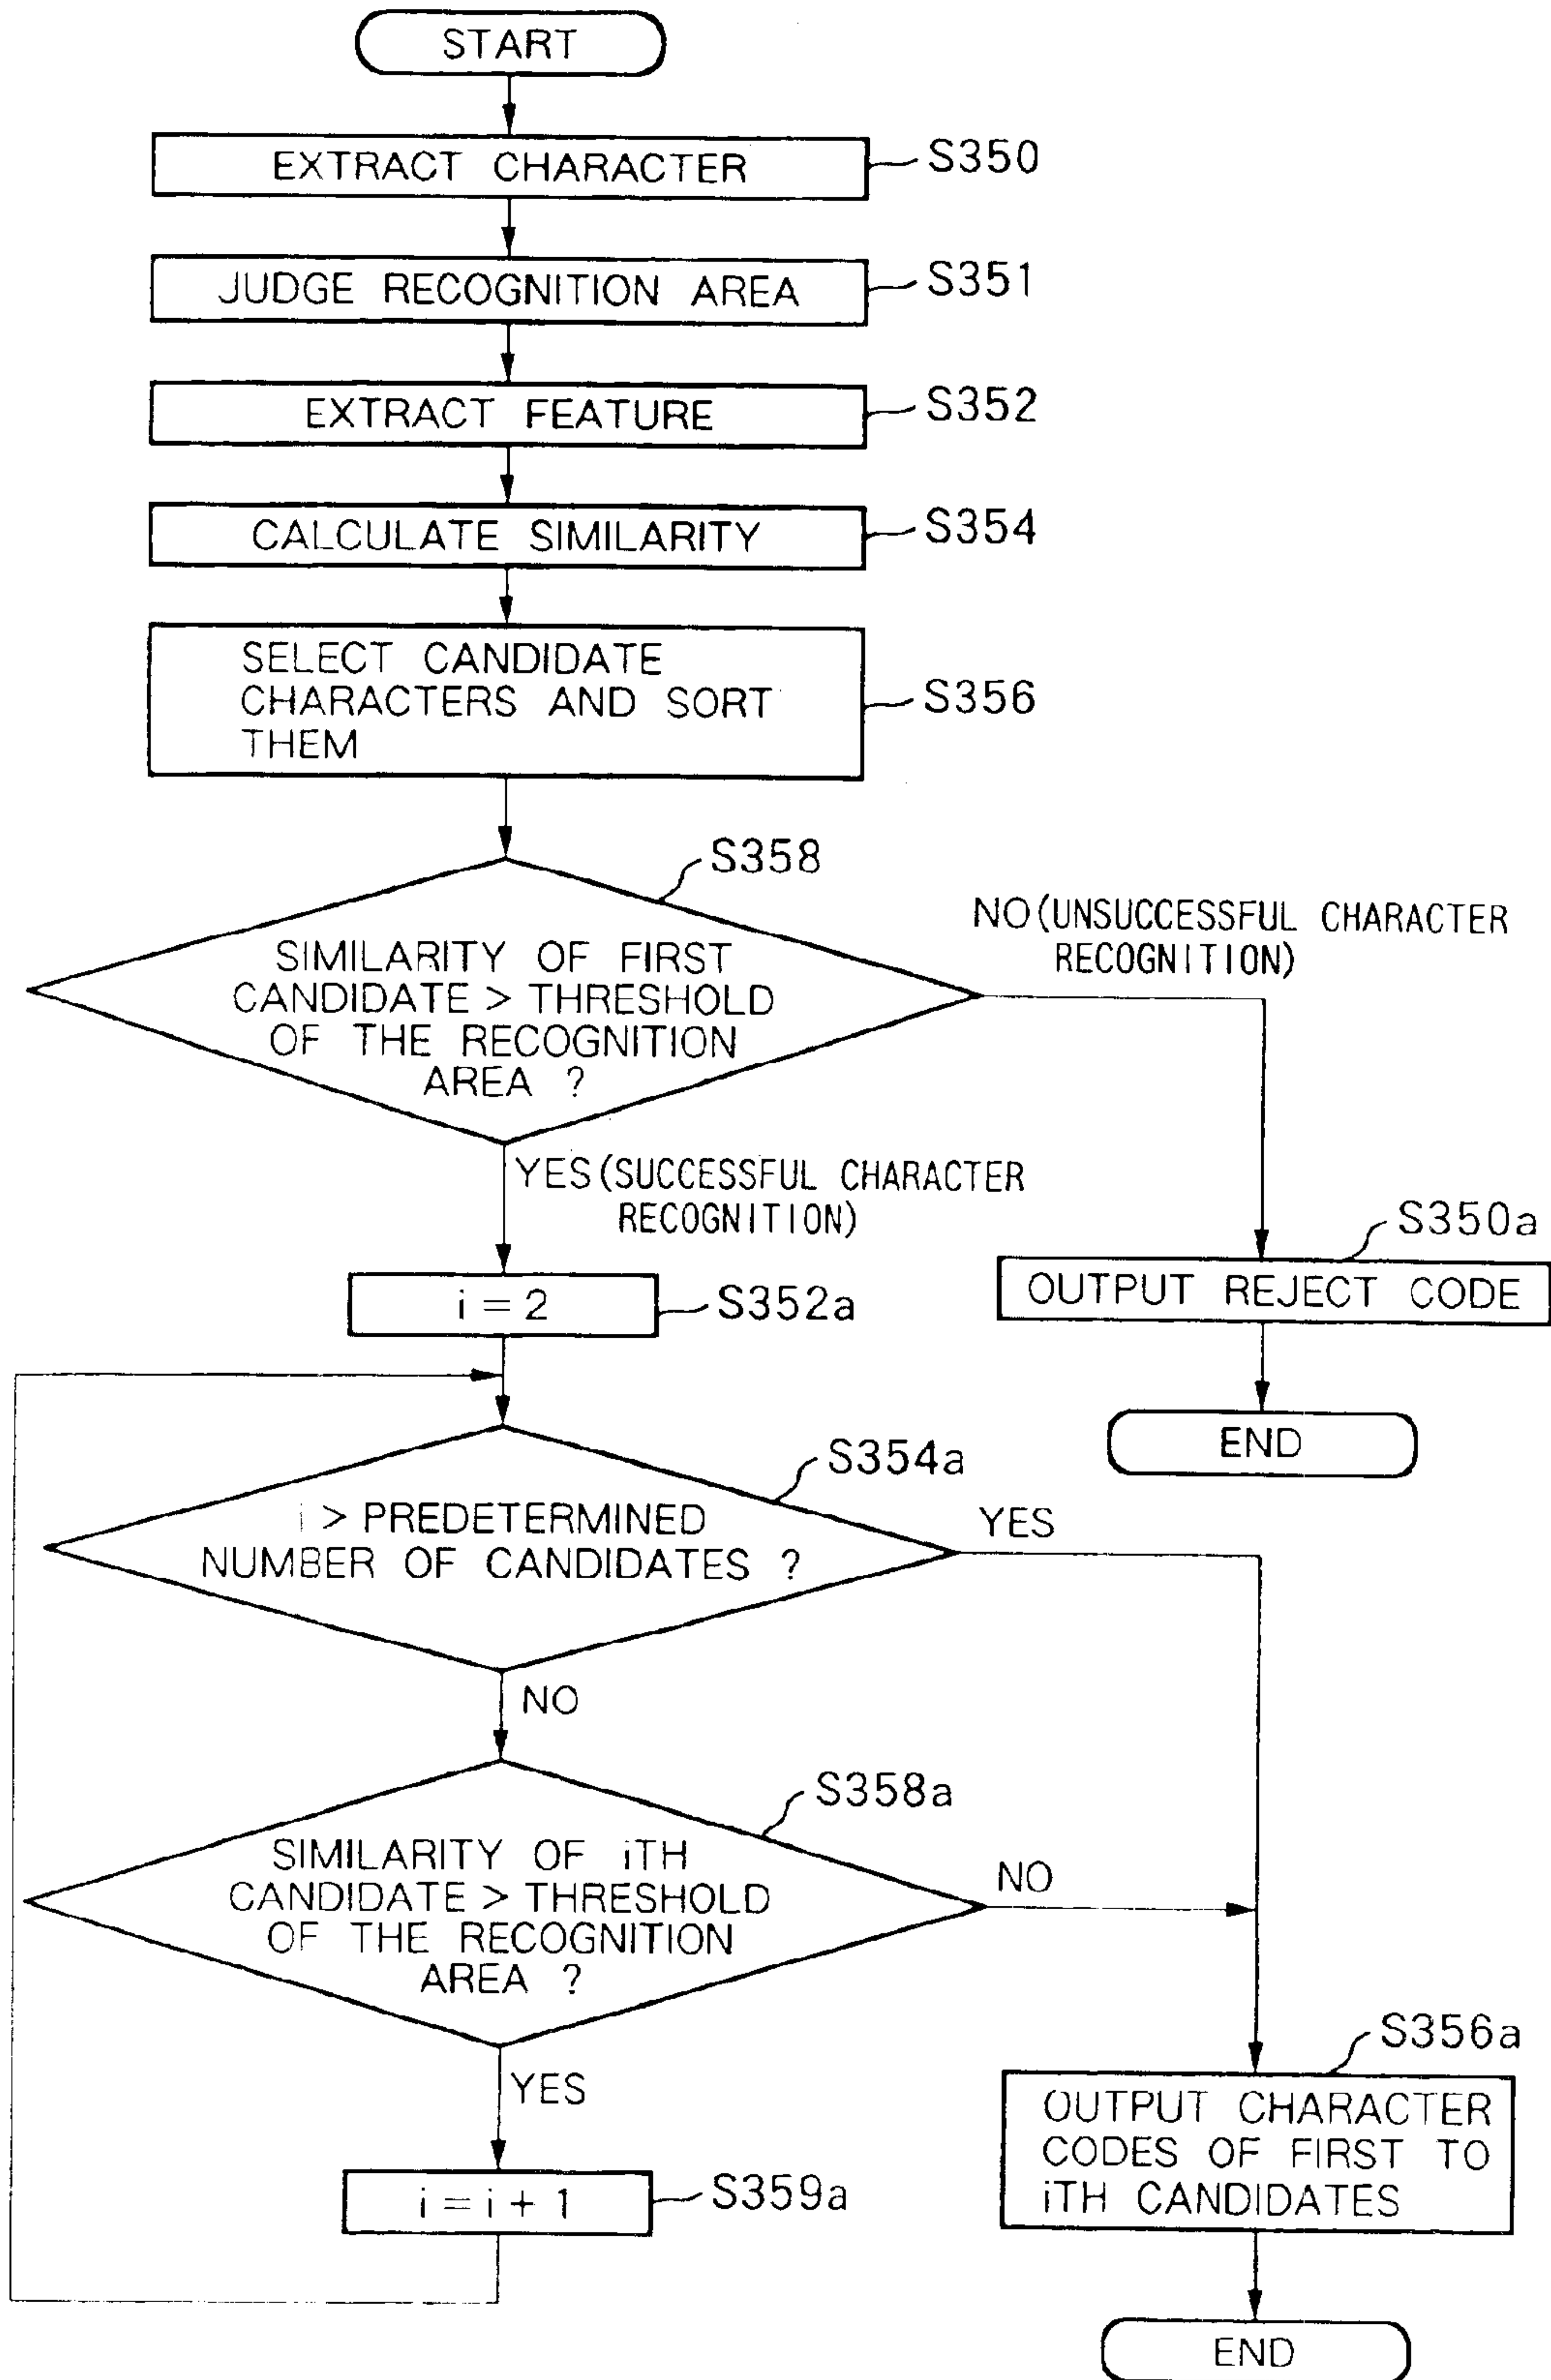 START
EXTRACT CHARACTER
S350
JUDGE RECOGNITION AREA
S351
EXTRACT FEATURE
S352
CALCULATE SIMILARITY
S354
SELECT CANDIDATE
CHARACTERS AND SORT
THEM
S356
S358
SIMILARITY OF FIRST
CANDIDATE > THRESHOLD
OF THE RECOGNITION
AREA ?
NO (UNSUCCESSFUL CHARACTER
RECOGNITION)
YES (SUCCESSFUL CHARACTER
RECOGNITION)
S350a
OUTPUT REJECT CODE
END
i = 2
S352a
S354a
i > PREDETERMINED
NUMBER OF CANDIDATES ?
YES
NO
S358a
SIMILARITY OF iTH
CANDIDATE > THRESHOLD
OF THE RECOGNITION
AREA ?
NO
YES
i = i + 1
S359a
S356a
OUTPUT CHARACTER
CODES OF FIRST TO
iTH CANDIDATES
END